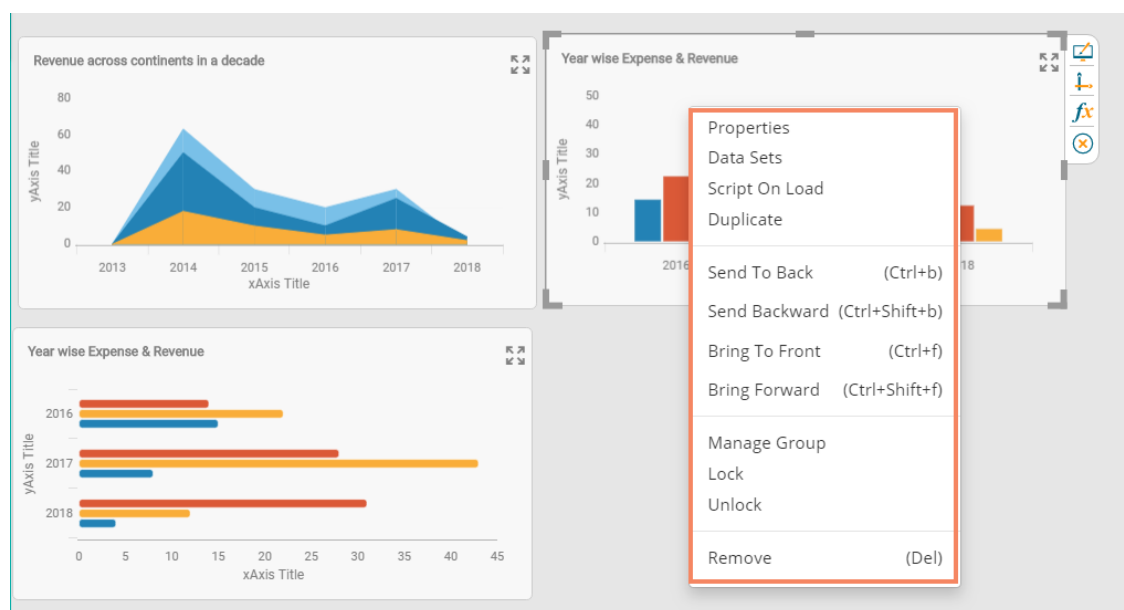 Revenue across continents in a decade
80
60
40
20
0
yAxis Title
2013 2014 2015 2016 2017 2018
xAxis Title
Year wise Expense & Revenue
50
40
30
20
10
0
yAxis Title
2016
18
fx
Properties
Data Sets
Script On Load
Duplicate
Send To Back (Ctrl+b)
Send Backward (Ctrl+Shift+b)
Bring To Front (Ctrl+f)
Bring Forward (Ctrl+Shift+f)
Manage Group
Lock
Unlock
Remove (Del)
Year wise Expense & Revenue
2016
2017
2018
yAxis Title
0 5 10 15 20 25 30 35 40 45
xAxis Title